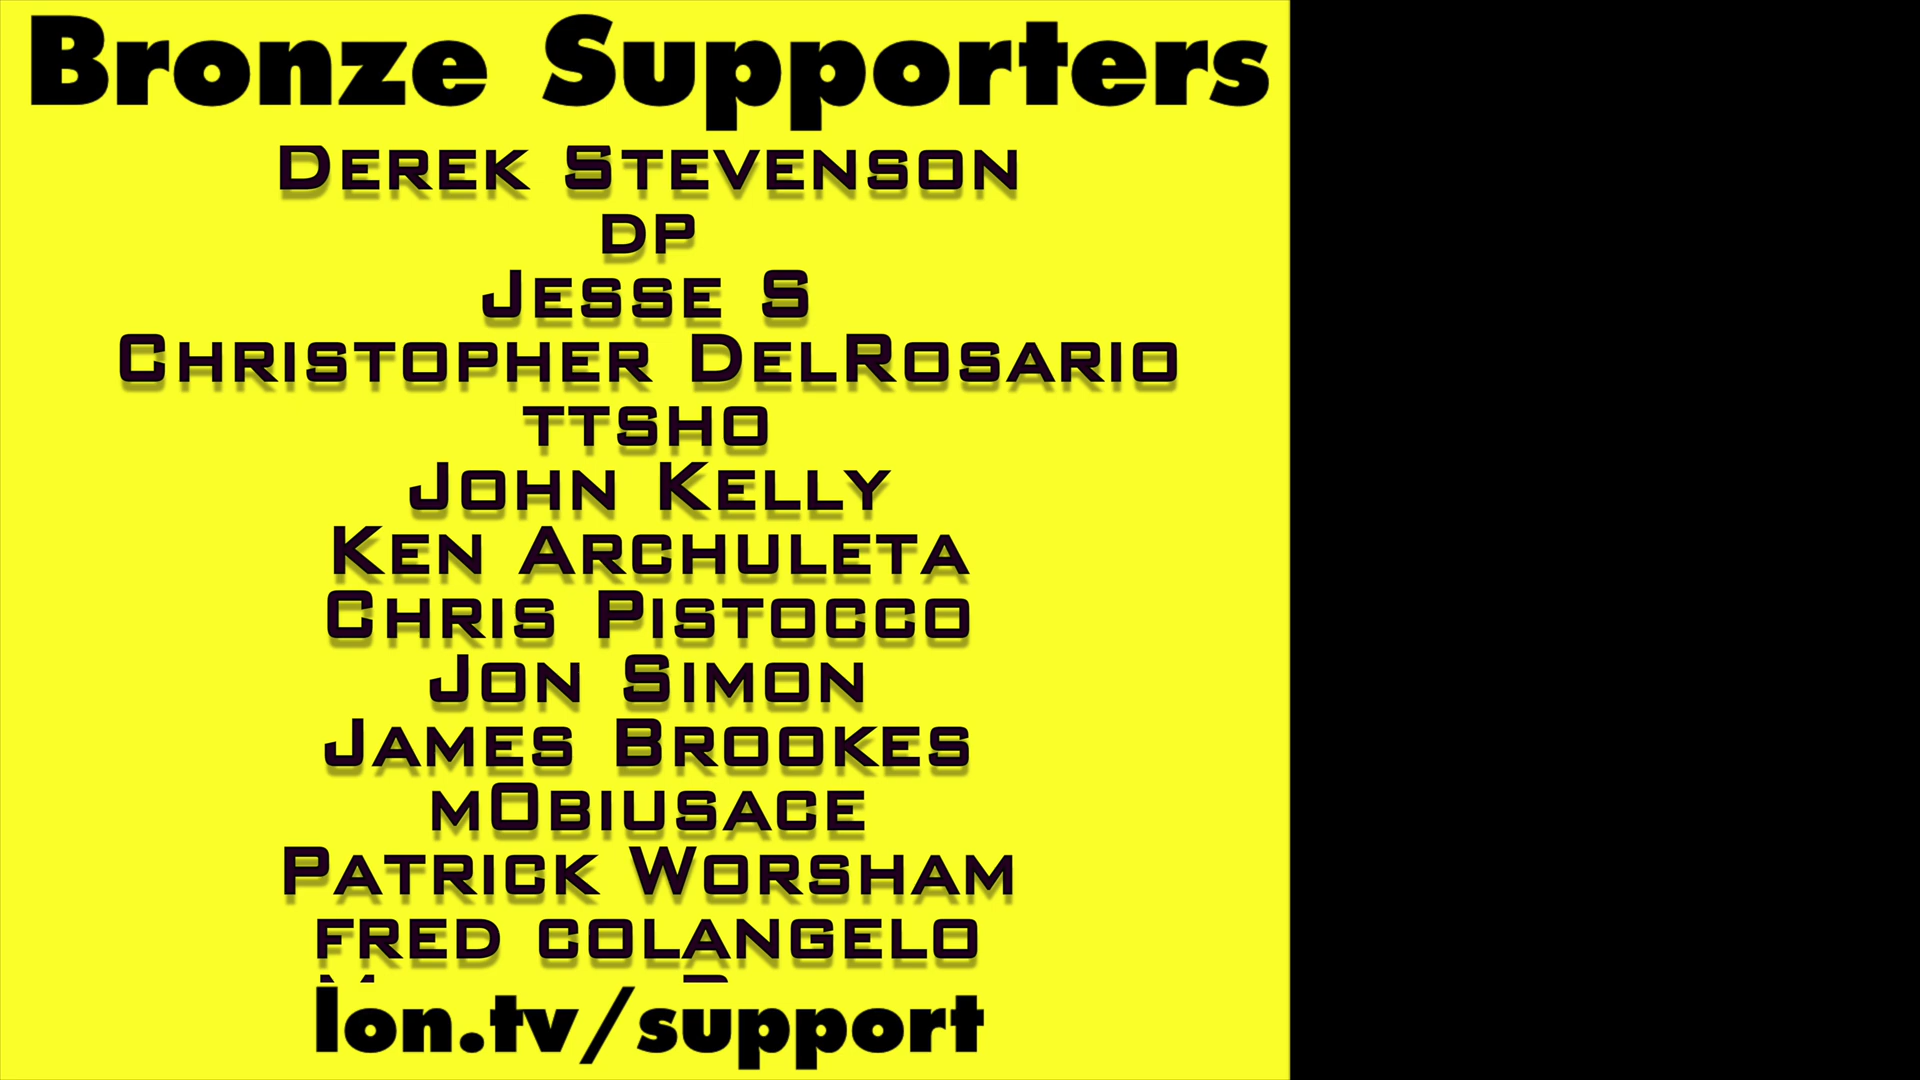 Bronze Supporters
Derek Stevenson
dp
Jesse S
Christopher DelRosario
ttsho
John Kelly
Ken Archuleta
Chris Pistocco
Jon Simon
James Brookes
m0biusace
Patrick Worsham
fred colangelo
lon.tv/support